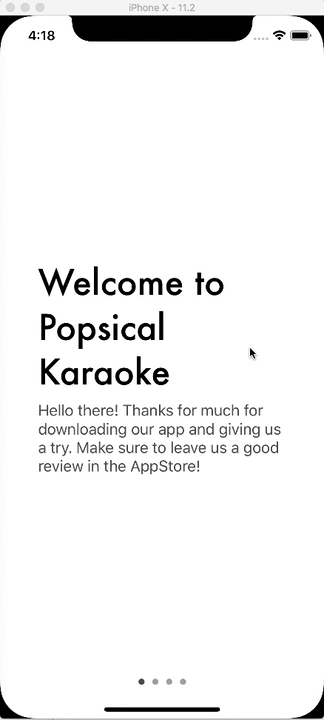 iPhone X - 11.2
4:18
Welcome to
Popsical
Karaoke
Hello there! Thanks for much for
downloading our app and giving us
a try. Make sure to leave us a good
review in the AppStore!